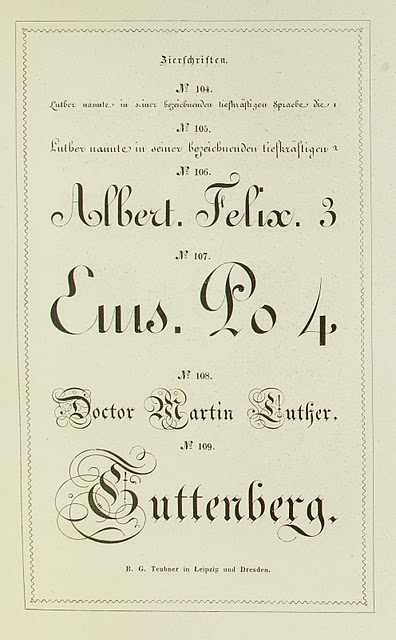 Zierschriften.
№ 104.
Luther nannte in seiner bezeichnenden tiefkräftigen Sprache die 1
№ 105.
Luther nannte in seiner bezeichnenden tiefkräftigen 2
№ 106.
Albert. Felix. 3
№ 107.
Ems. Po 4
№ 108.
Doctor Martin Luther.
№ 109.
Guttenberg.
B. G. Teubner in Leipzig und Dresden.